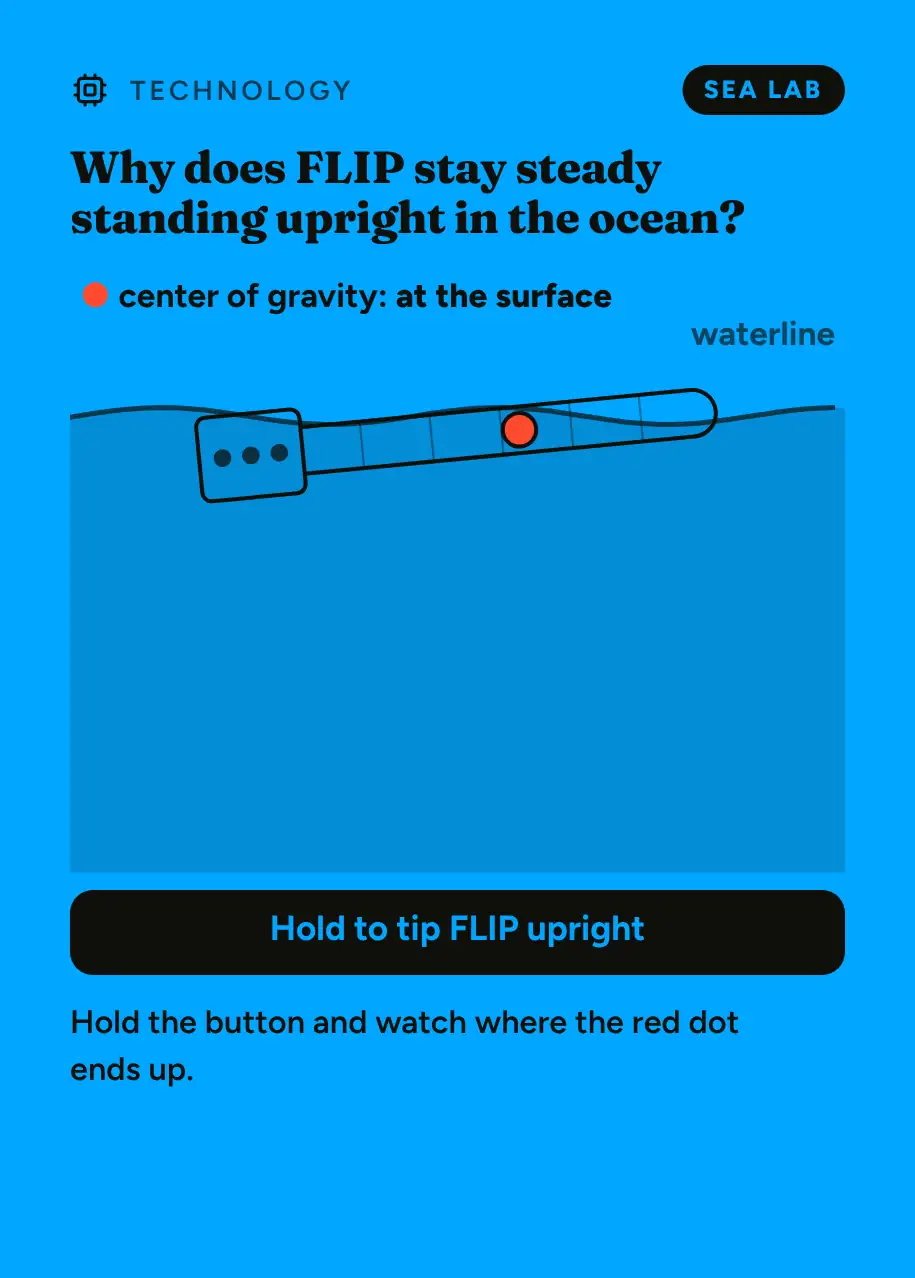 TECHNOLOGY
SEA LAB
Why does FLIP stay steady
standing upright in the ocean?
center of gravity: at the surface
waterline
Hold to tip FLIP upright
Hold the button and watch where the red dot
ends up.